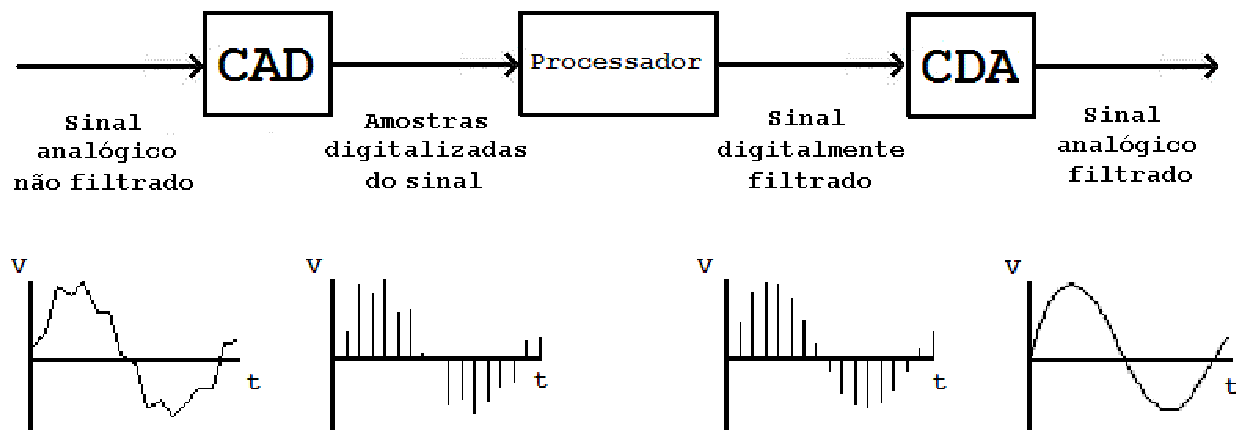 CAD
Processador
CDA
Sinal
analógico
não filtrado
Amostras
digitalizadas
do sinal
Sinal
digitalmente
filtrado
Sinal
analógico
filtrado
V
t
V
t
V
t
V
t